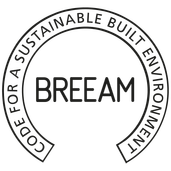 CODE FOR A SUSTAINABLE BUILT ENVIRONMENT
BREEAM